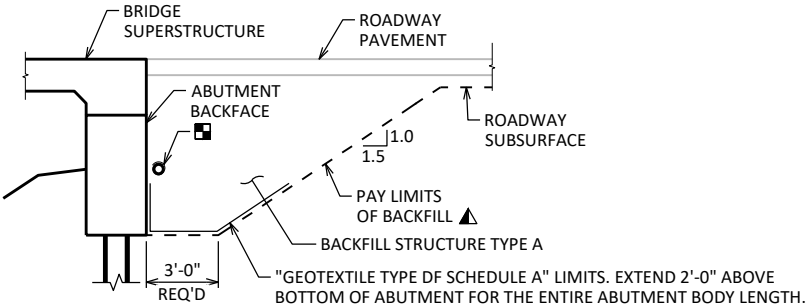 BRIDGE
SUPERSTRUCTURE
ROADWAY
PAVEMENT
ABUTMENT
BACKFACE
ROADWAY
SUBSURFACE
1.0
1.5
PAY LIMITS
OF BACKFILL
BACKFILL STRUCTURE TYPE A
3'-0"
REQ'D
"GEOTEXTILE TYPE DF SCHEDULE A" LIMITS. EXTEND 2'-0" ABOVE
BOTTOM OF ABUTMENT FOR THE ENTIRE ABUTMENT BODY LENGTH.